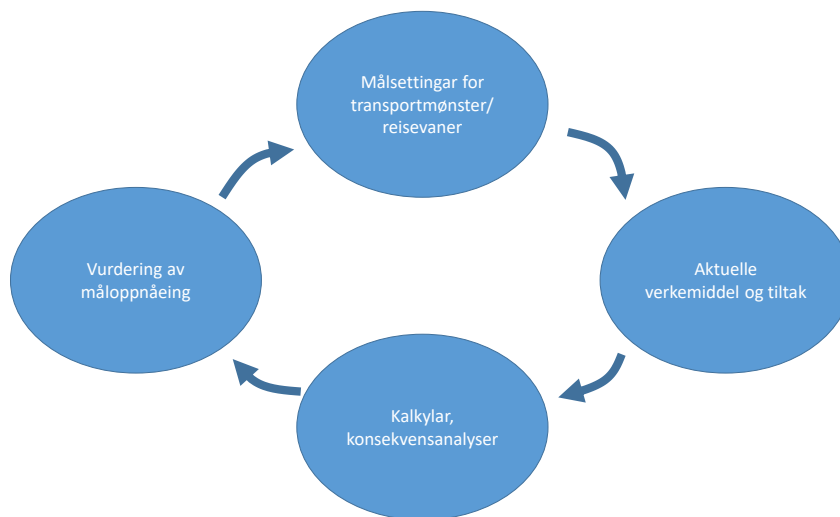 Målsettingar for
transportmønster/
reisevaner
Aktuelle
verkemiddel og tiltak
Kalkylar,
konsekvensanalyser
Vurdering av
måloppnåeing